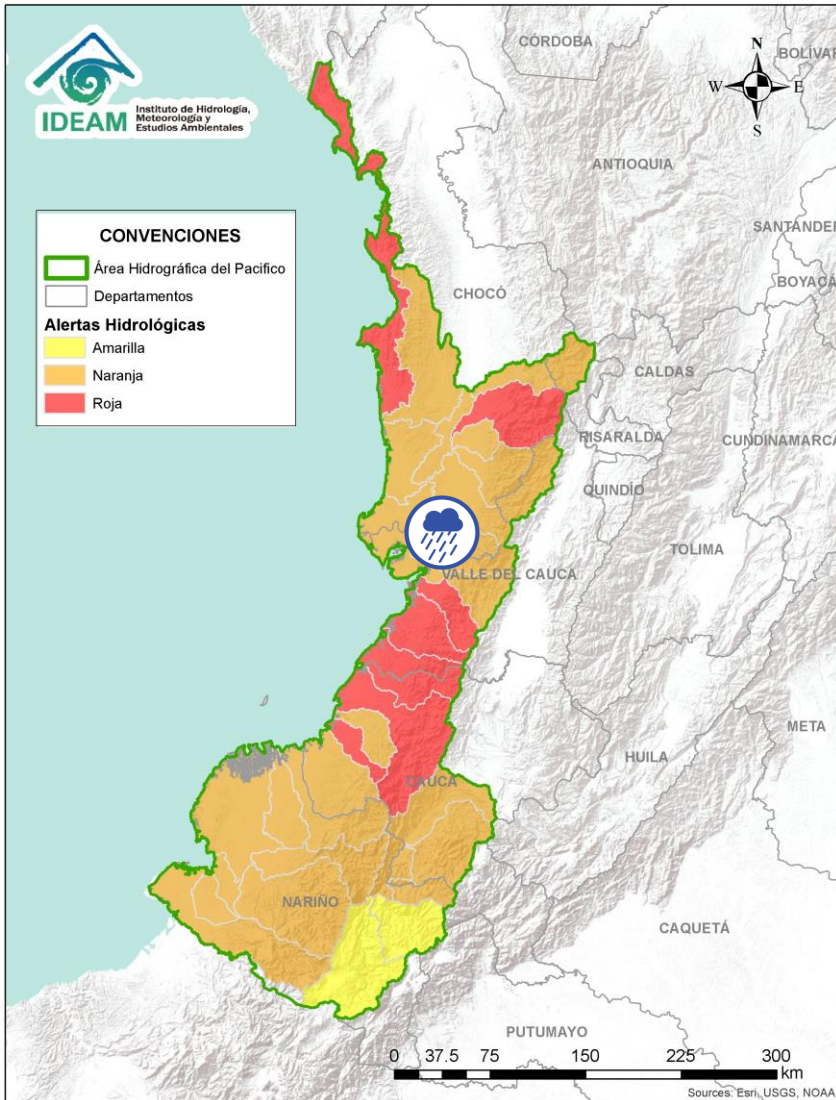 IDEAM
Instituto de Hidrología,
Meteorología y
Estudios Ambientales
CÓRDOBA
BOLÍVAR
N
W
E
S
ANTIOQUIA
SANTANDER
BOYACÁ
CONVENCIONES
Área Hidrográfica del Pacifico
Departamentos
Alertas Hidrológicas
Amarilla
Naranja
Roja
CHOCÓ
CALDAS
RISARALDA
CUNDINAMARCA
QUINDÍO
TOLIMA
VALLE DEL CAUCA
META
HUILA
CAUCA
NARIÑO
CAQUETÁ
PUTUMAYO
0 37.5 75 150 225 300
km
Sources: Esri, USGS, NOAA